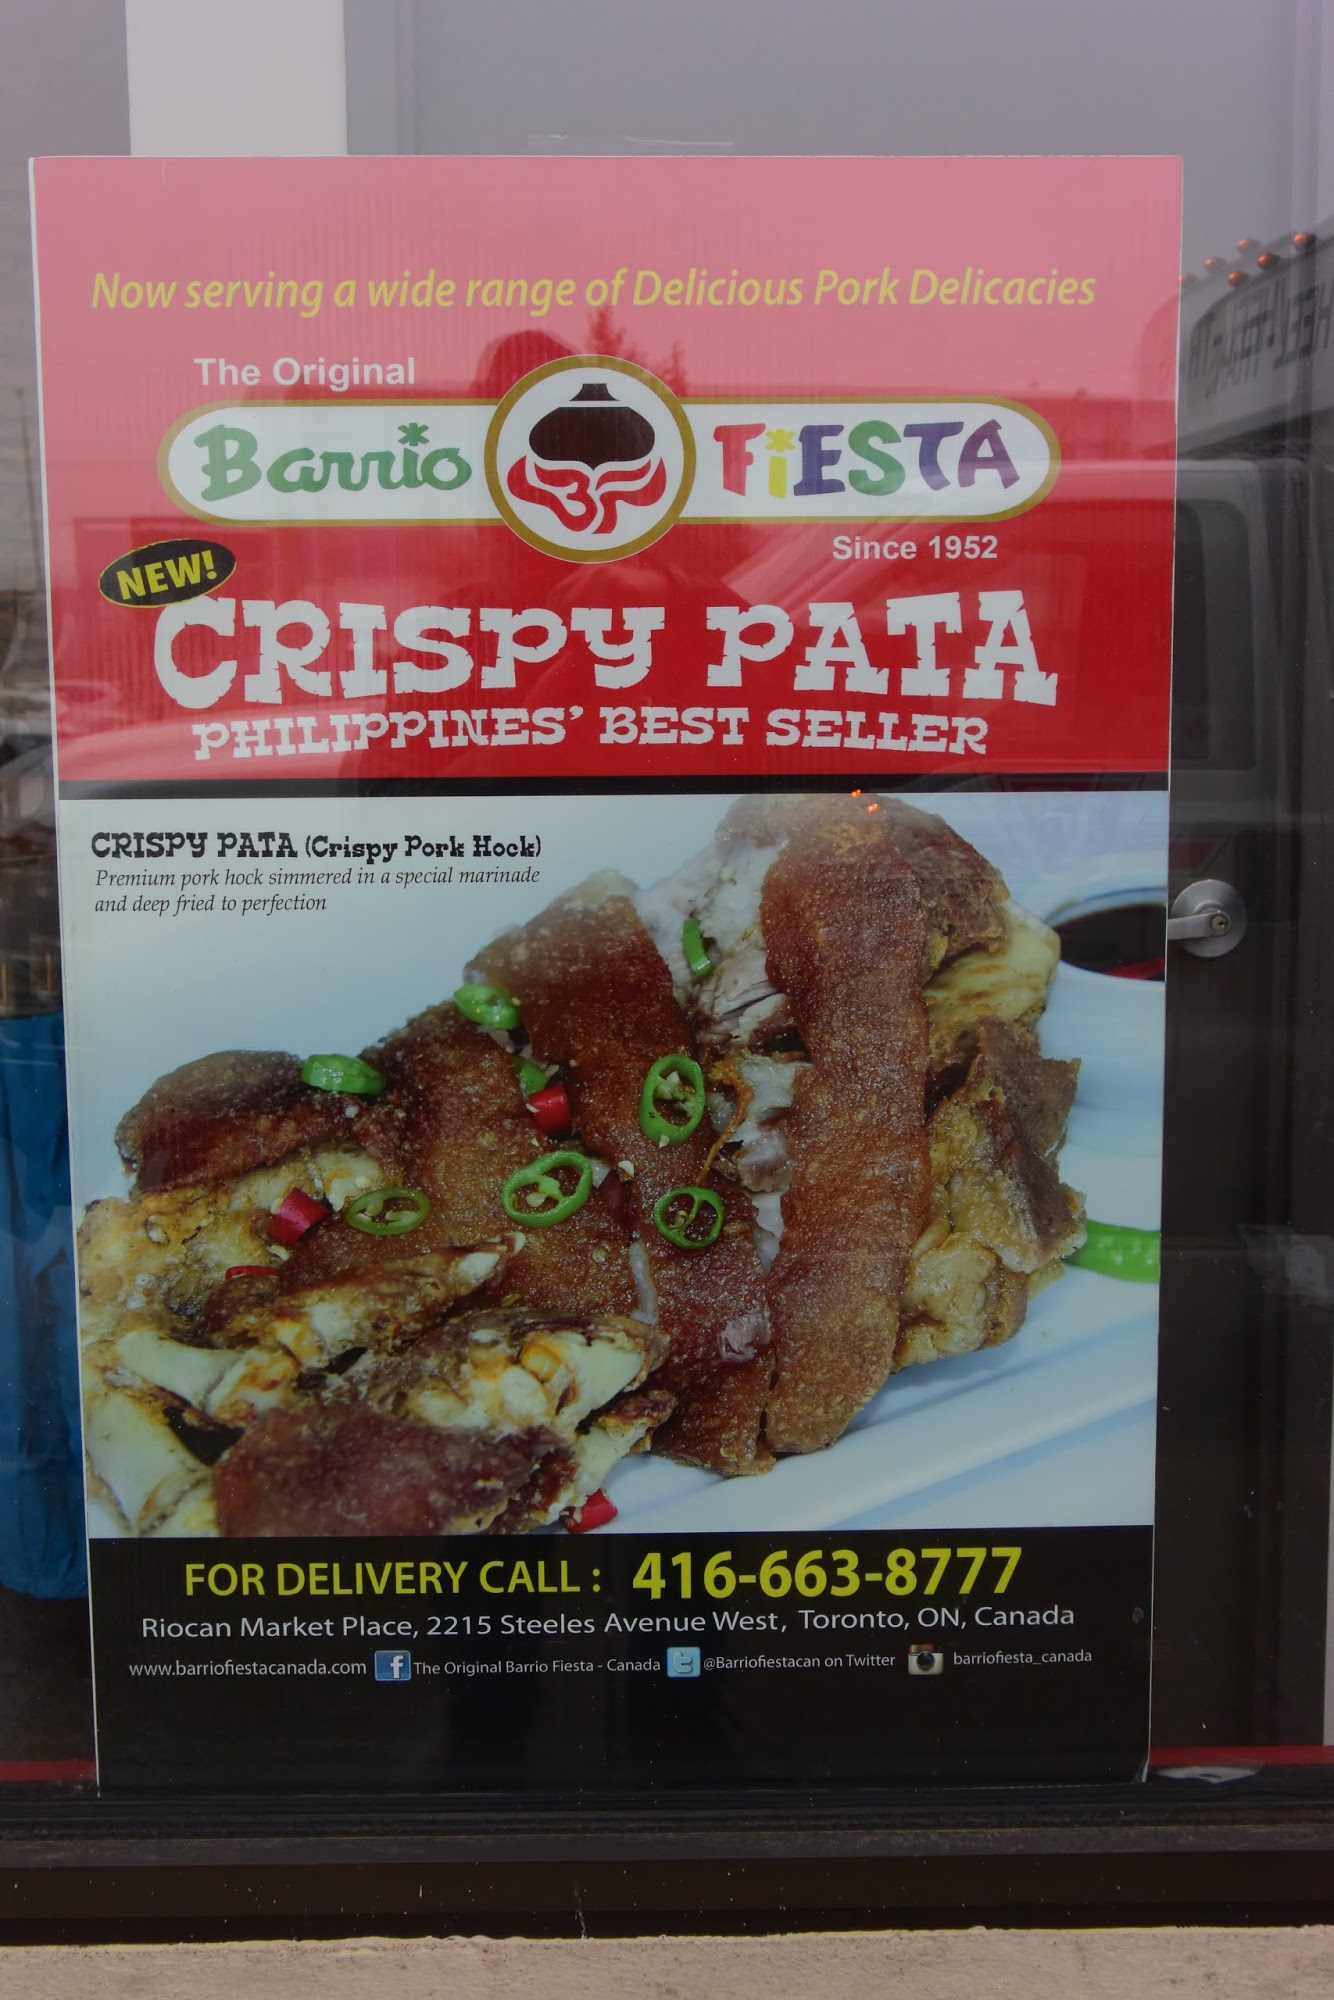 Now serving a wide range of Delicious Pork Delicacies
The Original
Barrio FiESTA
Since 1952
NEW!
CRISPY PATA
PHILIPPINES' BEST SELLER
CRISPY PATA (Crispy Pork Hock)
Premium pork hock simmered in a special marinade
and deep fried to perfection
FOR DELIVERY CALL : 416-663-8777
Riocan Market Place, 2215 Steeles Avenue West, Toronto, ON, Canada
www.barriofiestacanada.com f The Original Barrio Fiesta - Canada t @Barriofiestacan on Twitter barriofiesta_canada